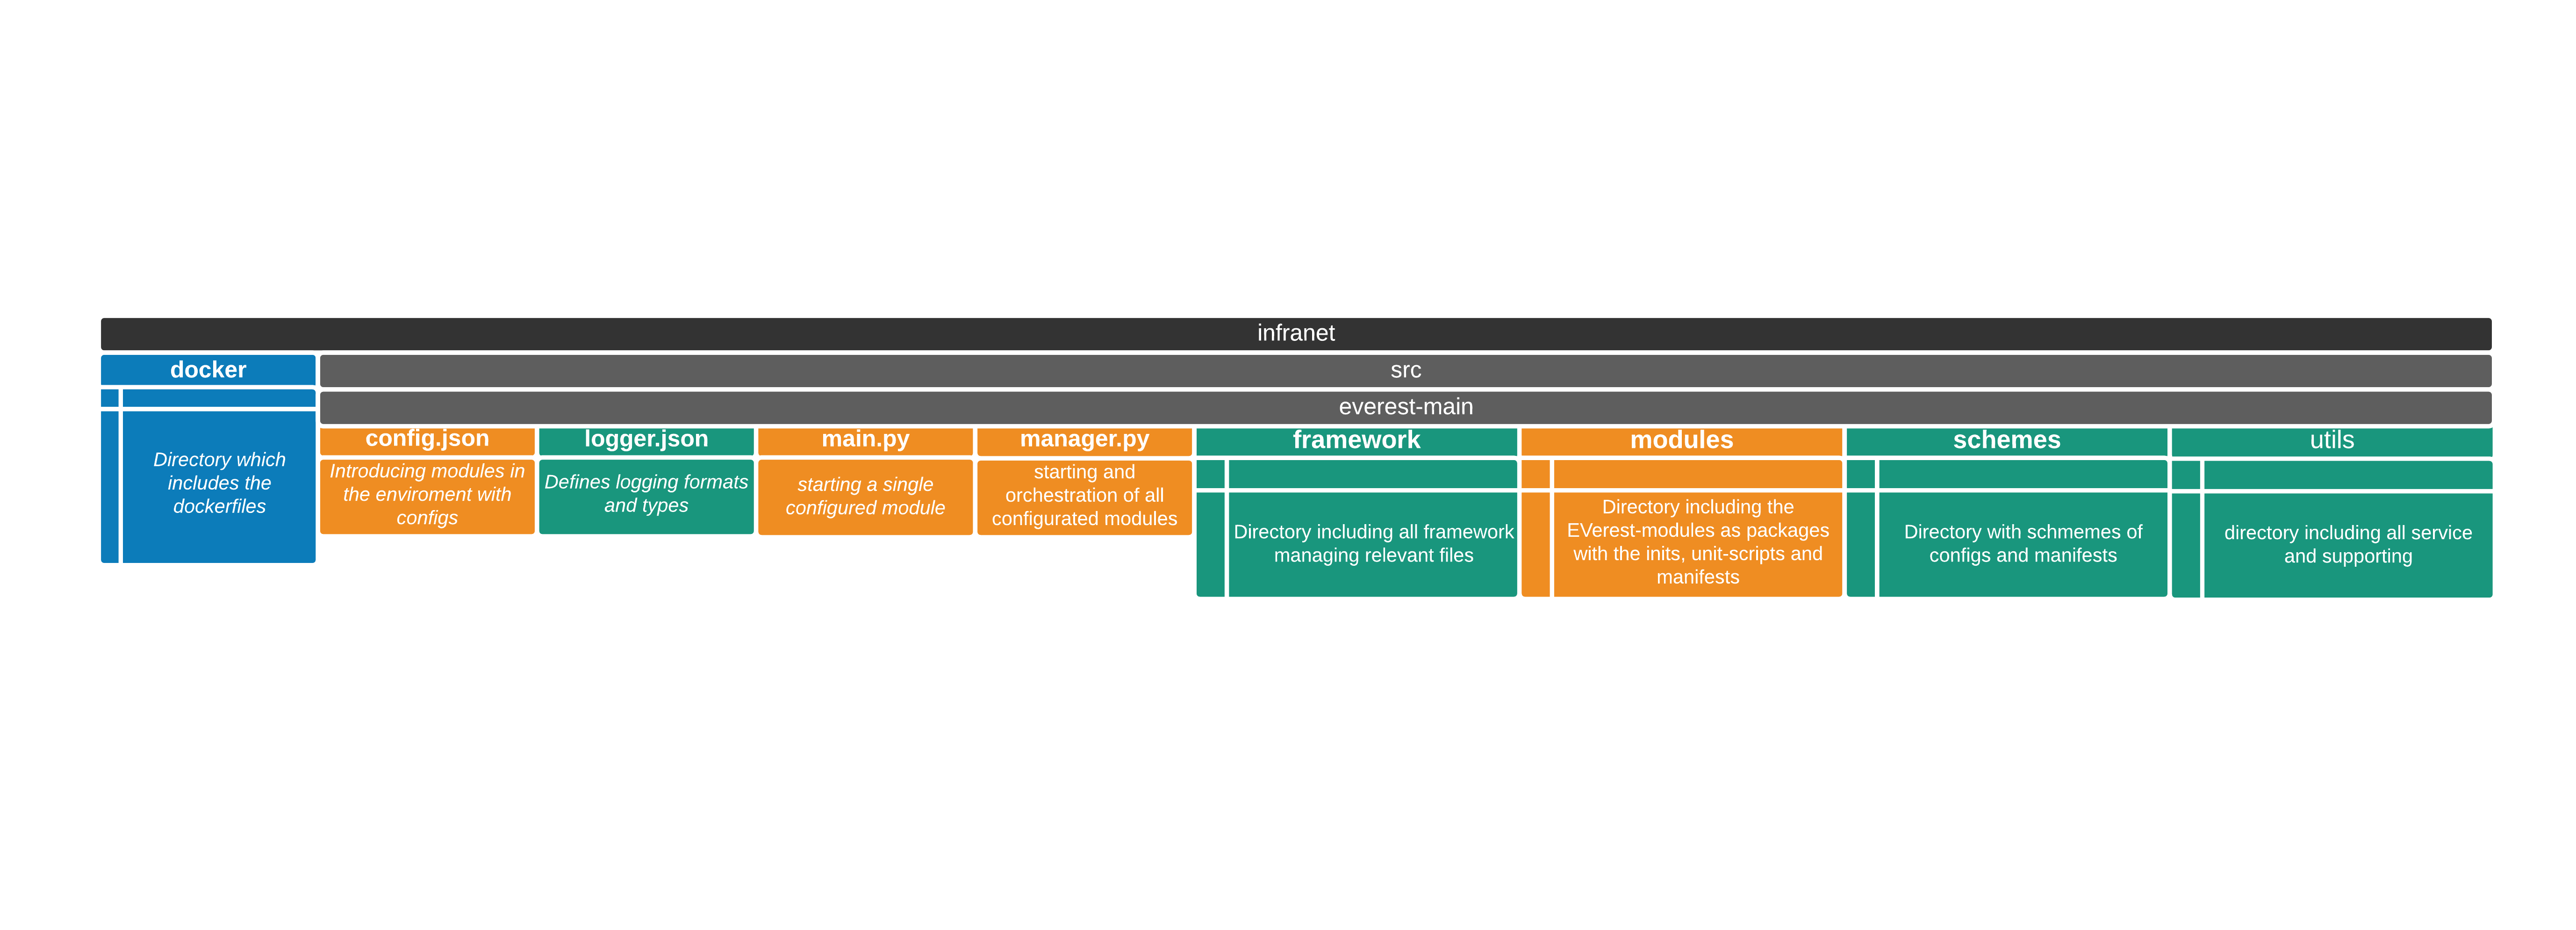 infranet
docker
src
everest-main
Directory which
includes the
dockerfiles
config.json
Introducing modules in
the enviroment with
configs
logger.json
Defines logging formats
and types
main.py
starting a single
configured module
manager.py
starting and
orchestration of all
configurated modules
framework
Directory including all framework
managing relevant files
modules
Directory including the
EVerest-modules as packages
with the inits, unit-scripts and
manifests
schemes
Directory with schmemes of
configs and manifests
utils
directory including all service
and supporting